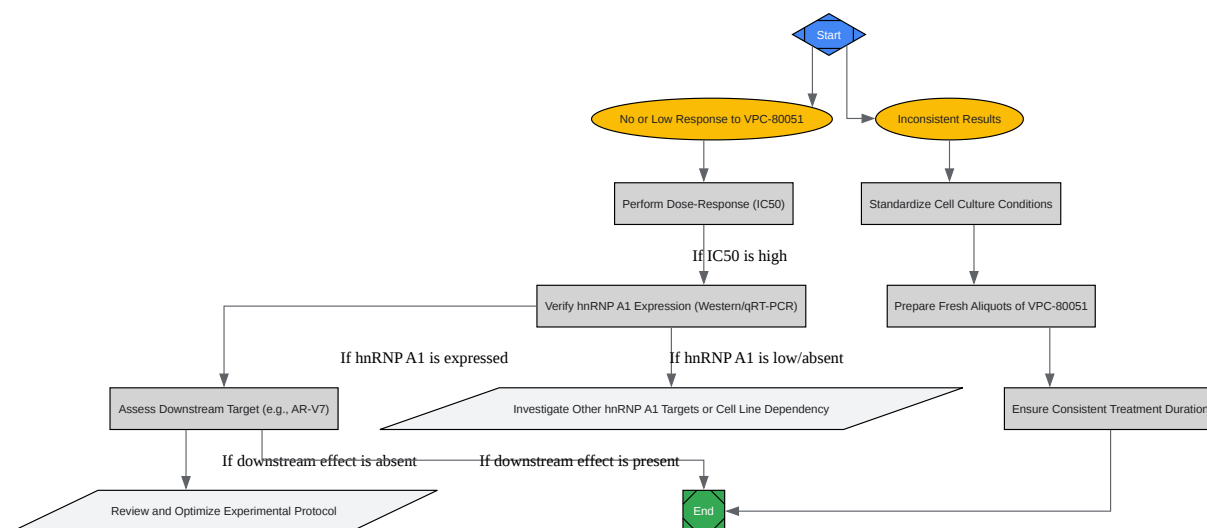 Start
No or Low Response to VPC-80051
Inconsistent Results
Perform Dose-Response (IC50)
Standardize Cell Culture Conditions
If IC50 is high
Verify hnRNP A1 Expression (Western/qRT-PCR)
Prepare Fresh Aliquots of VPC-80051
If hnRNP A1 is expressed
If hnRNP A1 is low/absent
Assess Downstream Target (e.g., AR-V7)
Investigate Other hnRNP A1 Targets or Cell Line Dependency
Ensure Consistent Treatment Duration
If downstream effect is absent
If downstream effect is present
Review and Optimize Experimental Protocol
End